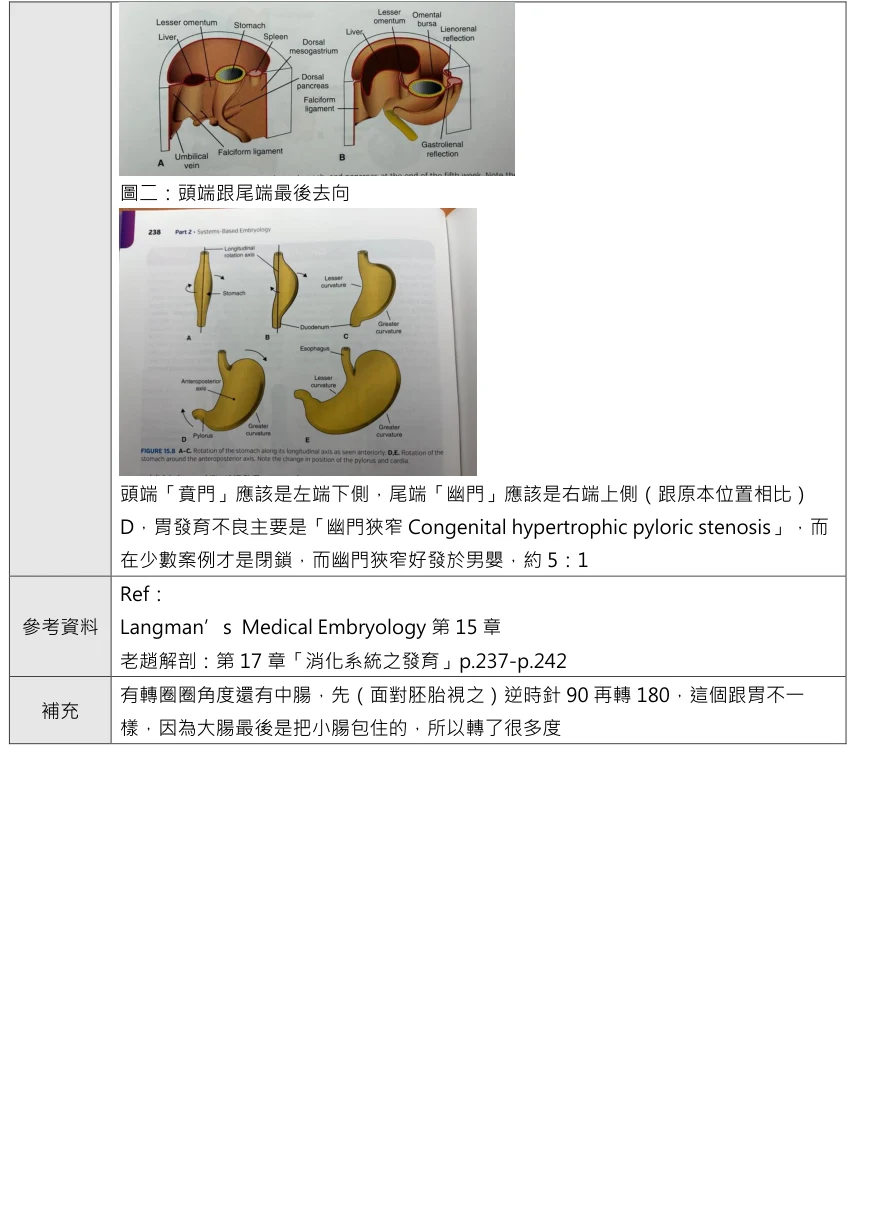 Lesser omentum
Stomach
Liver
Spleen
Dorsal
mesogastrium
Dorsal
pancreas
Falciform ligament
Umbilical
vein
A
Lesser
omentum
Omental
bursa
Liver
Lienorenal
reflection
Falciform
ligament
Gastrolienal
reflection
B
圖二：頭端跟尾端最後去向
238 Part 2 • Systems-Based Embryology
Longitudinal
rotation axis
Stomach
Lesser
curvature
Duodenum
Greater
curvature
A
B
C
Esophagus
Anteroposterior
axis
Lesser
curvature
Pylorus
Greater
curvature
Greater
curvature
D
E
FIGURE 15.8 A–C. Rotation of the stomach along its longitudinal axis as seen anteriorly. D,E. Rotation of the
stomach around the anteroposterior axis. Note the change in position of the pylorus and cardia.
頭端「賁門」應該是左端下側，尾端「幽門」應該是右端上側（跟原本位置相比）
D，胃發育不良主要是「幽門狹窄 Congenital hypertrophic pyloric stenosis」，而
在少數案例才是閉鎖，而幽門狹窄好發於男嬰，約 5：1
參考資料
Ref：
Langman’s Medical Embryology 第 15 章
老趙解剖：第 17 章「消化系統之發育」p.237-p.242
補充
有轉圈圈角度還有中腸，先（面對胚胎視之）逆時針 90 再轉 180，這個跟胃不一
樣，因為大腸最後是把小腸包住的，所以轉了很多度